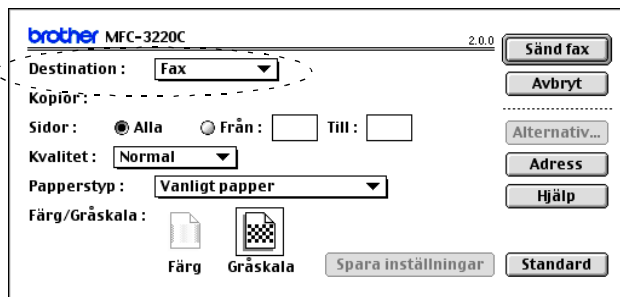 brother MFC-3220C 2.0.0 Sänd fax
Destination : Fax
Avbryt
Kopior :
Sidor : Alla Från : Till : Alternativ...
Kvalitet : Normal
Adress
Papperstyp : Vanligt papper
Hjälp
Färg/Gråskala :
Färg Gråskala Spara inställningar Standard